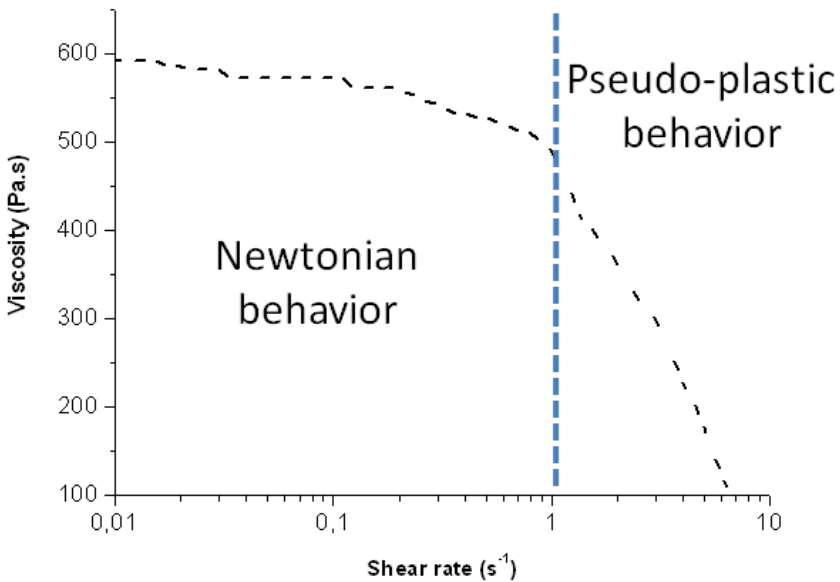 600
500
400
300
200
100
Viscosity (Pa.s)
Pseudo-plastic
behavior
Newtonian
behavior
0,01
0,1
1
10
Shear rate (s⁻¹)